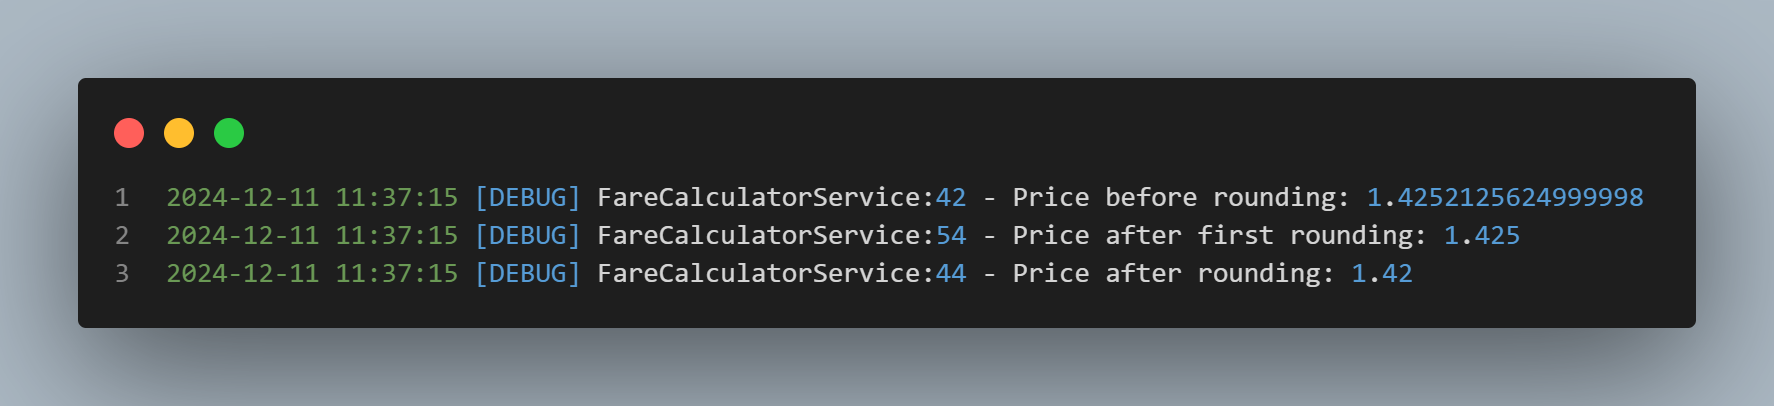 1 2024-12-11 11:37:15 [DEBUG] FareCalculatorService:42 - Price before rounding: 1.4252125624999998
2 2024-12-11 11:37:15 [DEBUG] FareCalculatorService:54 - Price after first rounding: 1.425
3 2024-12-11 11:37:15 [DEBUG] FareCalculatorService:44 - Price after rounding: 1.42